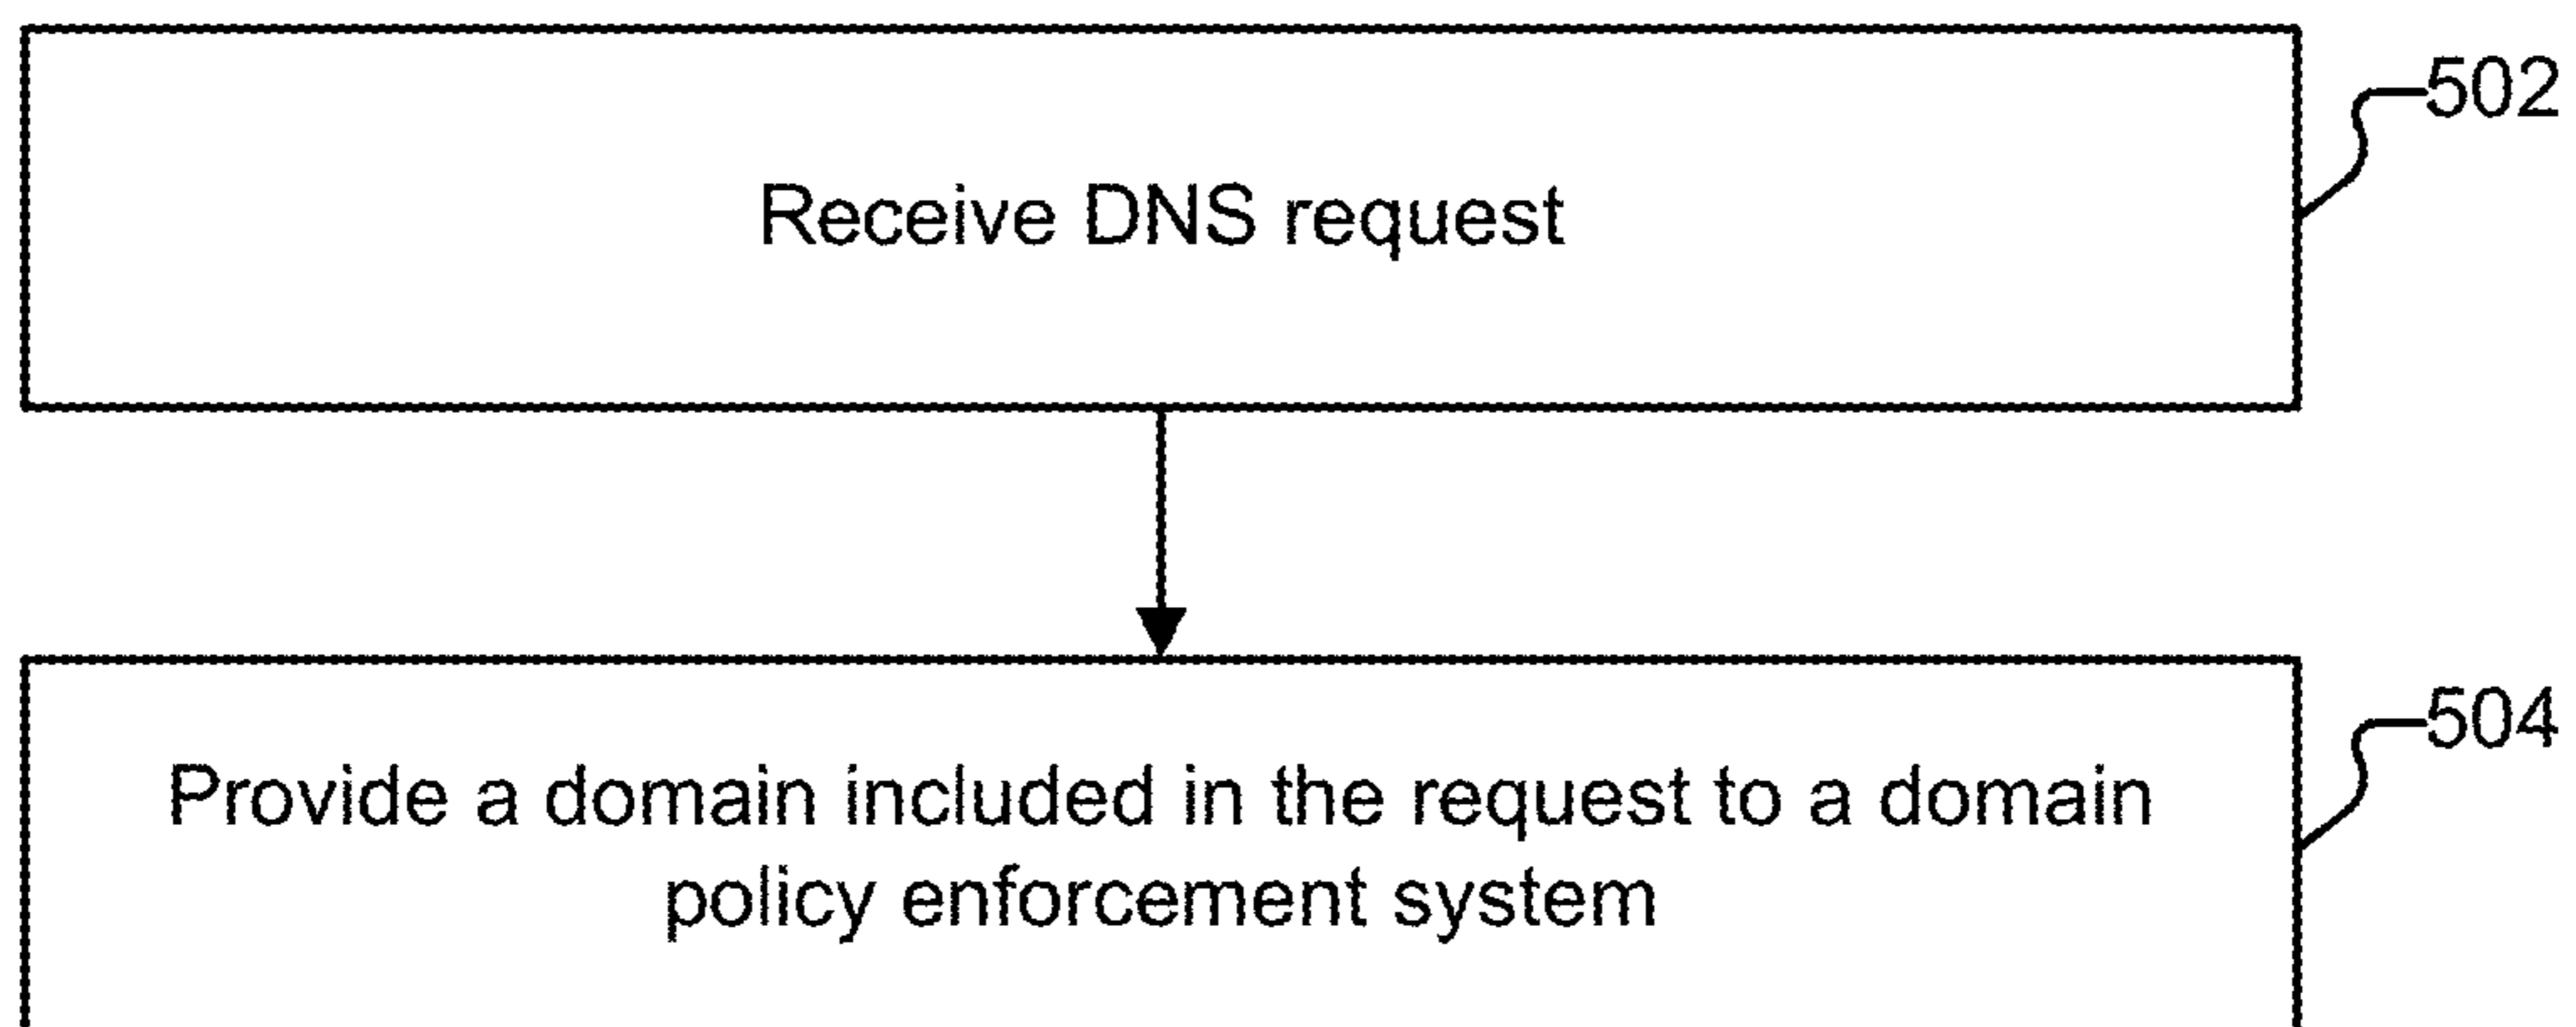 502
Receive DNS request
504
Provide a domain included in the request to a domain
policy enforcement system